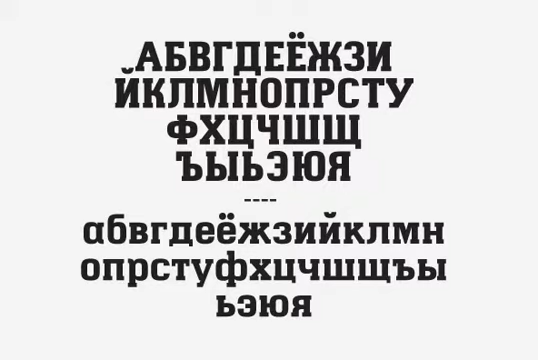 АБВГДЕЁЖЗИ
ЙКЛМНОПРСТУ
ФХЦЧШЩ
ЪЫЬЭЮЯ
----
абвгдеёжзийклмн
опрстуфхцчшщъы
ьэюя